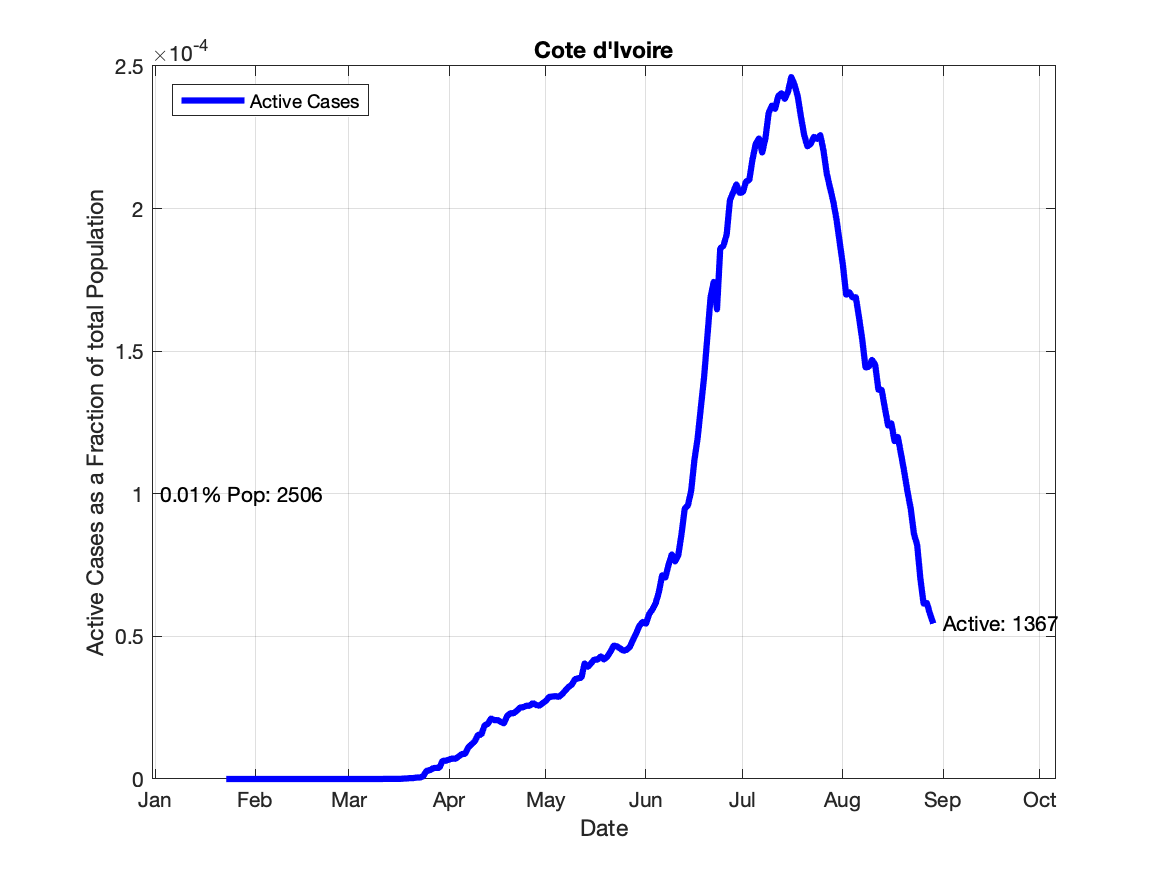 Cote d'Ivoire
×10-4
2.5
2
1.5
1
0.5
0
Active Cases
0.01% Pop: 2506
Active: 1367
Active Cases as a Fraction of total Population
Jan Feb Mar Apr May Jun Jul Aug Sep Oct
Date